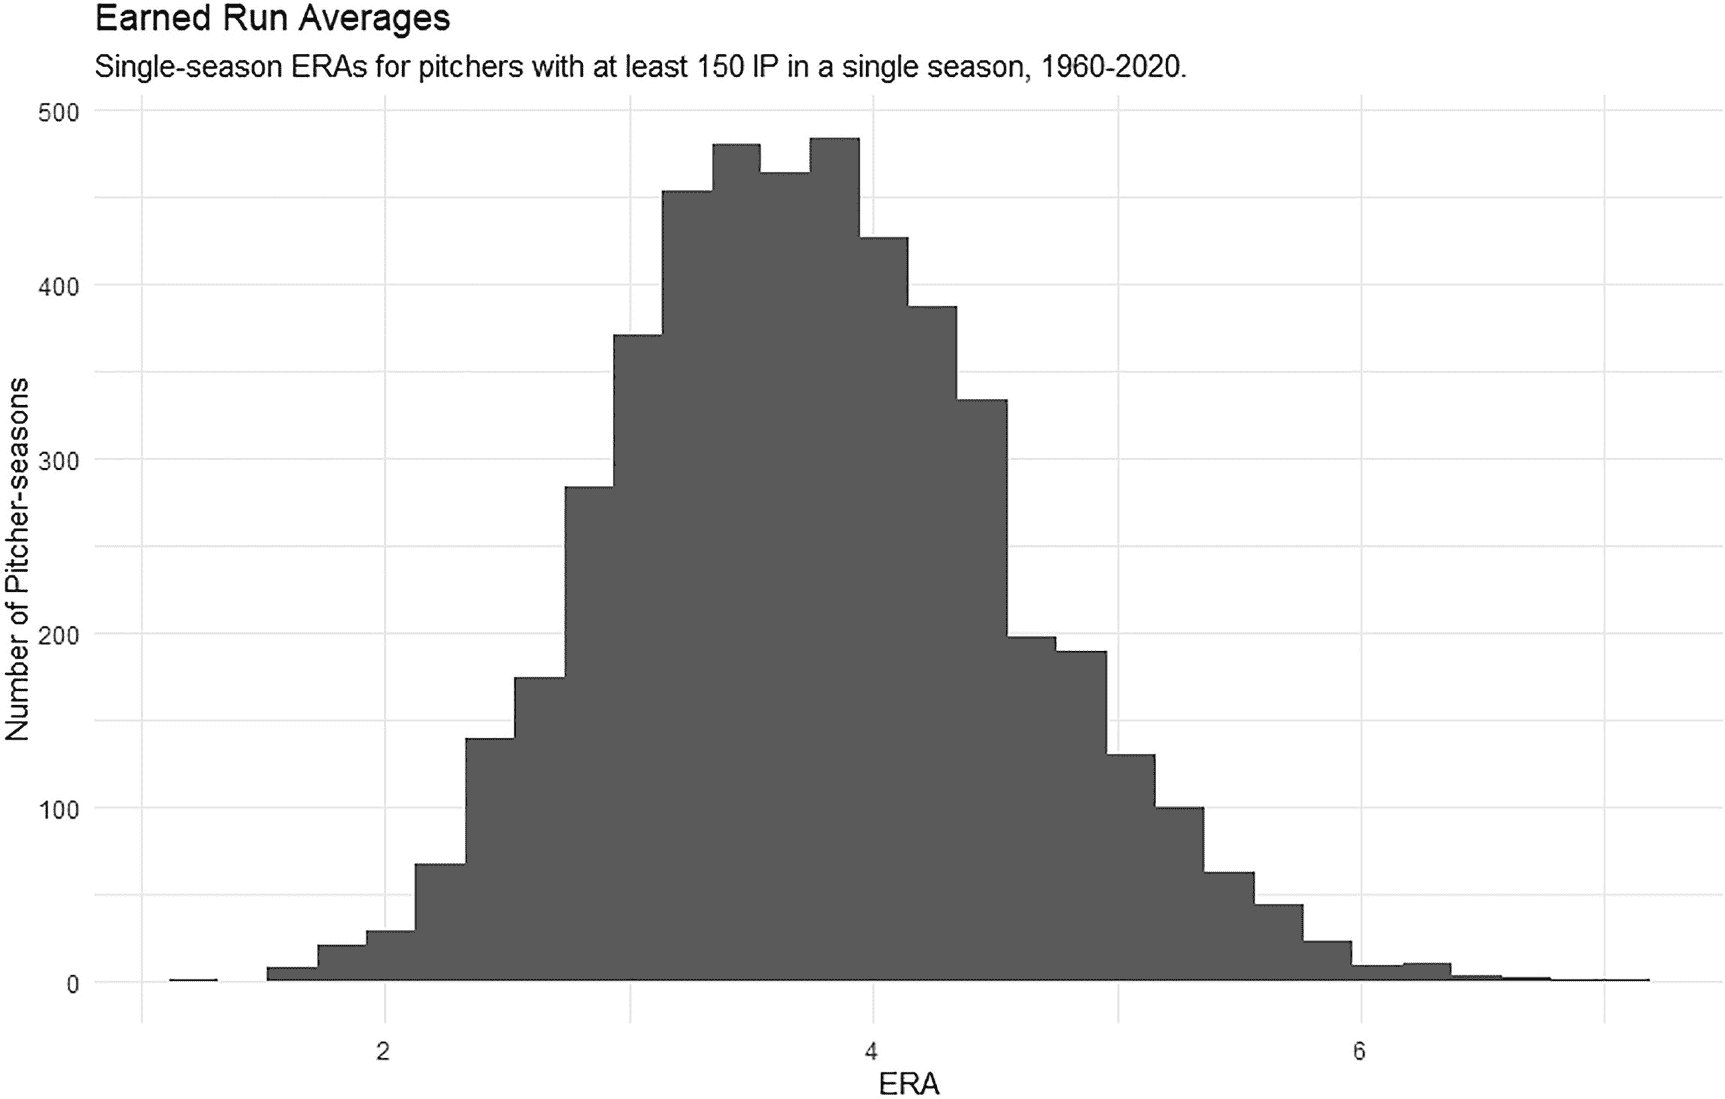 Earned Run Averages
Single-season ERAs for pitchers with at least 150 IP in a single season, 1960-2020.
Number of Pitcher-seasons
500
400
300
200
100
0
2
4
6
ERA